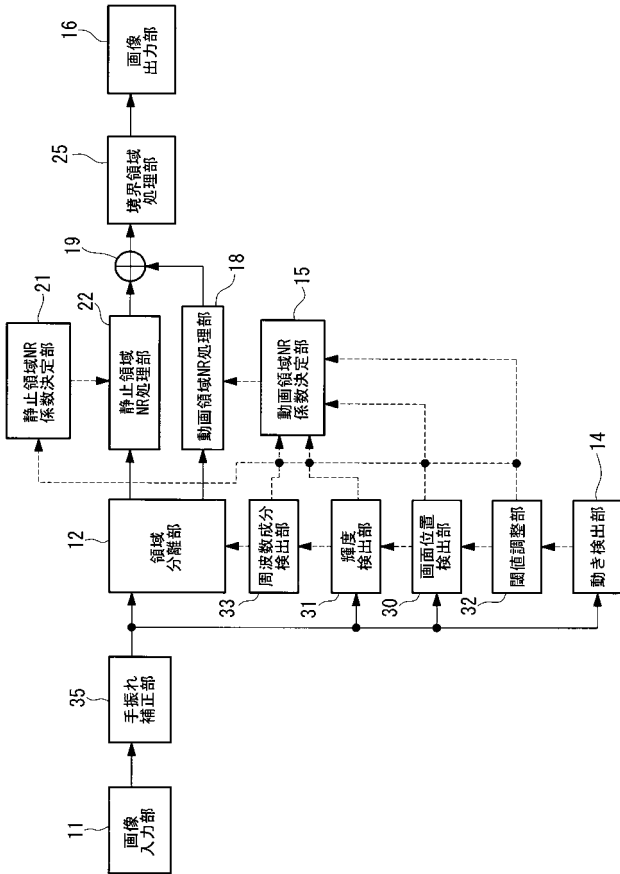 11
画像
入力部
35
手振れ
補正部
12
領域
分離部
33
周波数成分
検出部
31
輝度
検出部
30
画面位置
検出部
32
閾値調整部
14
動き検出部
21
静止領域NR
係数決定部
22
静止領域
NR処理部
18
動画領域NR処理部
15
動画領域NR
係数決定部
19
25
境界領域
処理部
16
画像
出力部